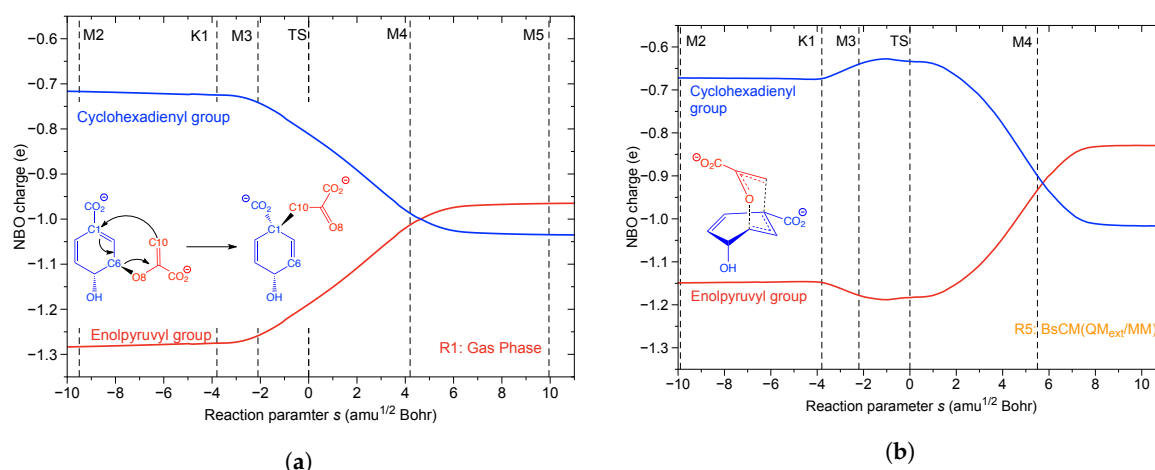 M2 K1 M3 TS M4 M5
−0.6
−0.7
−0.8
−0.9
−1.0
−1.1
−1.2
−1.3
NBO charge (e)
Cyclohexadienyl group
⊖
CO₂
C1
C10
C6
O8
CO₂⊖
OH
CO₂⊖
⊖CO₂
C10
C1
O8
C6
OH
Enolpyruvyl group
R1: Gas Phase
−10 −8 −6 −4 −2 0 2 4 6 8 10
Reaction paramter s (amu^1/2 Bohr)
(a)
M2 K1 M3 TS M4
−0.6
−0.7
−0.8
−0.9
−1.0
−1.1
−1.2
−1.3
NBO charge (e)
Cyclohexadienyl
group
⊖O₂C
O
CO₂⊖
OH
Enolpyruvyl group
R5: BsCM(QM_ext/MM)
−10 −8 −6 −4 −2 0 2 4 6 8 10
Reaction parameter s (amu^1/2 Bohr)
(b)